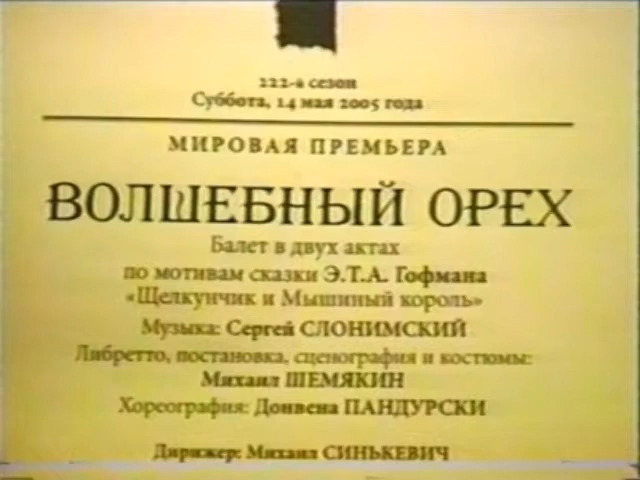 222-й сезон
Суббота, 14 мая 2005 года
МИРОВАЯ ПРЕМЬЕРА
ВОЛШЕБНЫЙ ОРЕХ
Балет в двух актах
по мотивам сказки Э.Т.А. Гофмана
«Щелкунчик и Мышиный король»
Музыка: Сергей СЛОНИМСКИЙ
Либретто, постановка, сценография и костюмы:
Михаил ШЕМЯКИН
Хореография: Донвена ПАНДУРСКИ
Дирижер: Михаил СИНЬКЕВИЧ